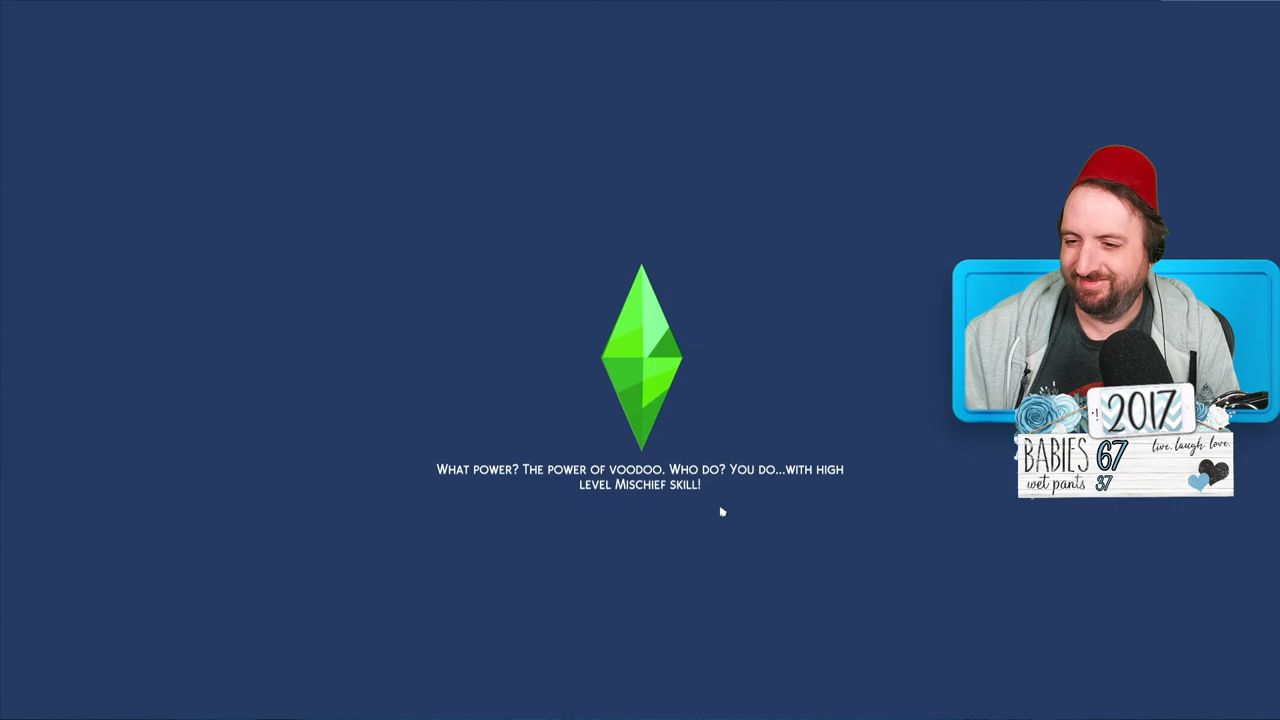 What power? The power of voodoo. Who do? You do...with high
level Mischief skill!
2017
BABIES 67
live. laugh. love.
wet pants 37